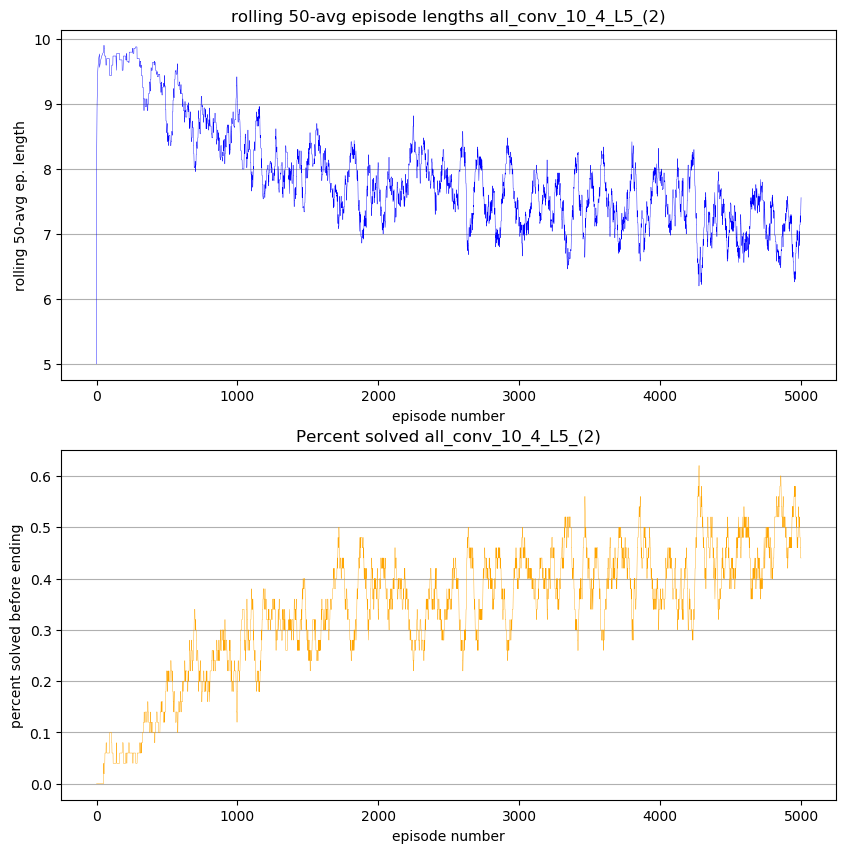 rolling 50-avg episode lengths all_conv_10_4_L5_(2)
10
9
8
7
6
5
rolling 50-avg ep. length
0 1000 2000 3000 4000 5000
episode number
Percent solved all_conv_10_4_L5_(2)
0.6
0.5
0.4
0.3
0.2
0.1
0.0
percent solved before ending
0 1000 2000 3000 4000 5000
episode number